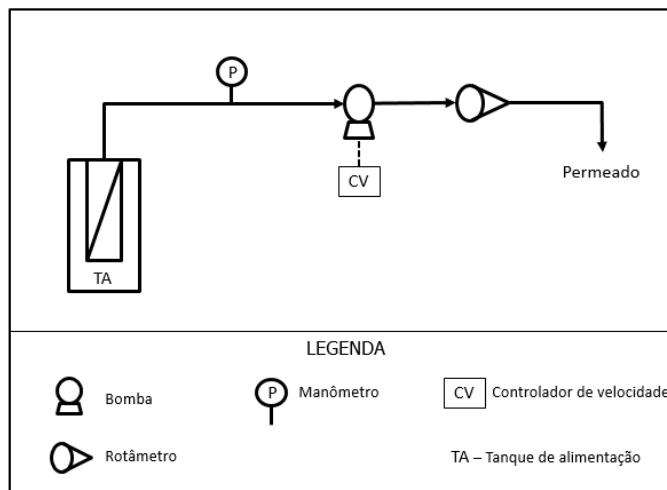 P
CV
Permeado
TA
LEGENDA
Bomba
P
Manômetro
CV
Controlador de velocidade
Rotâmetro
TA – Tanque de alimentação